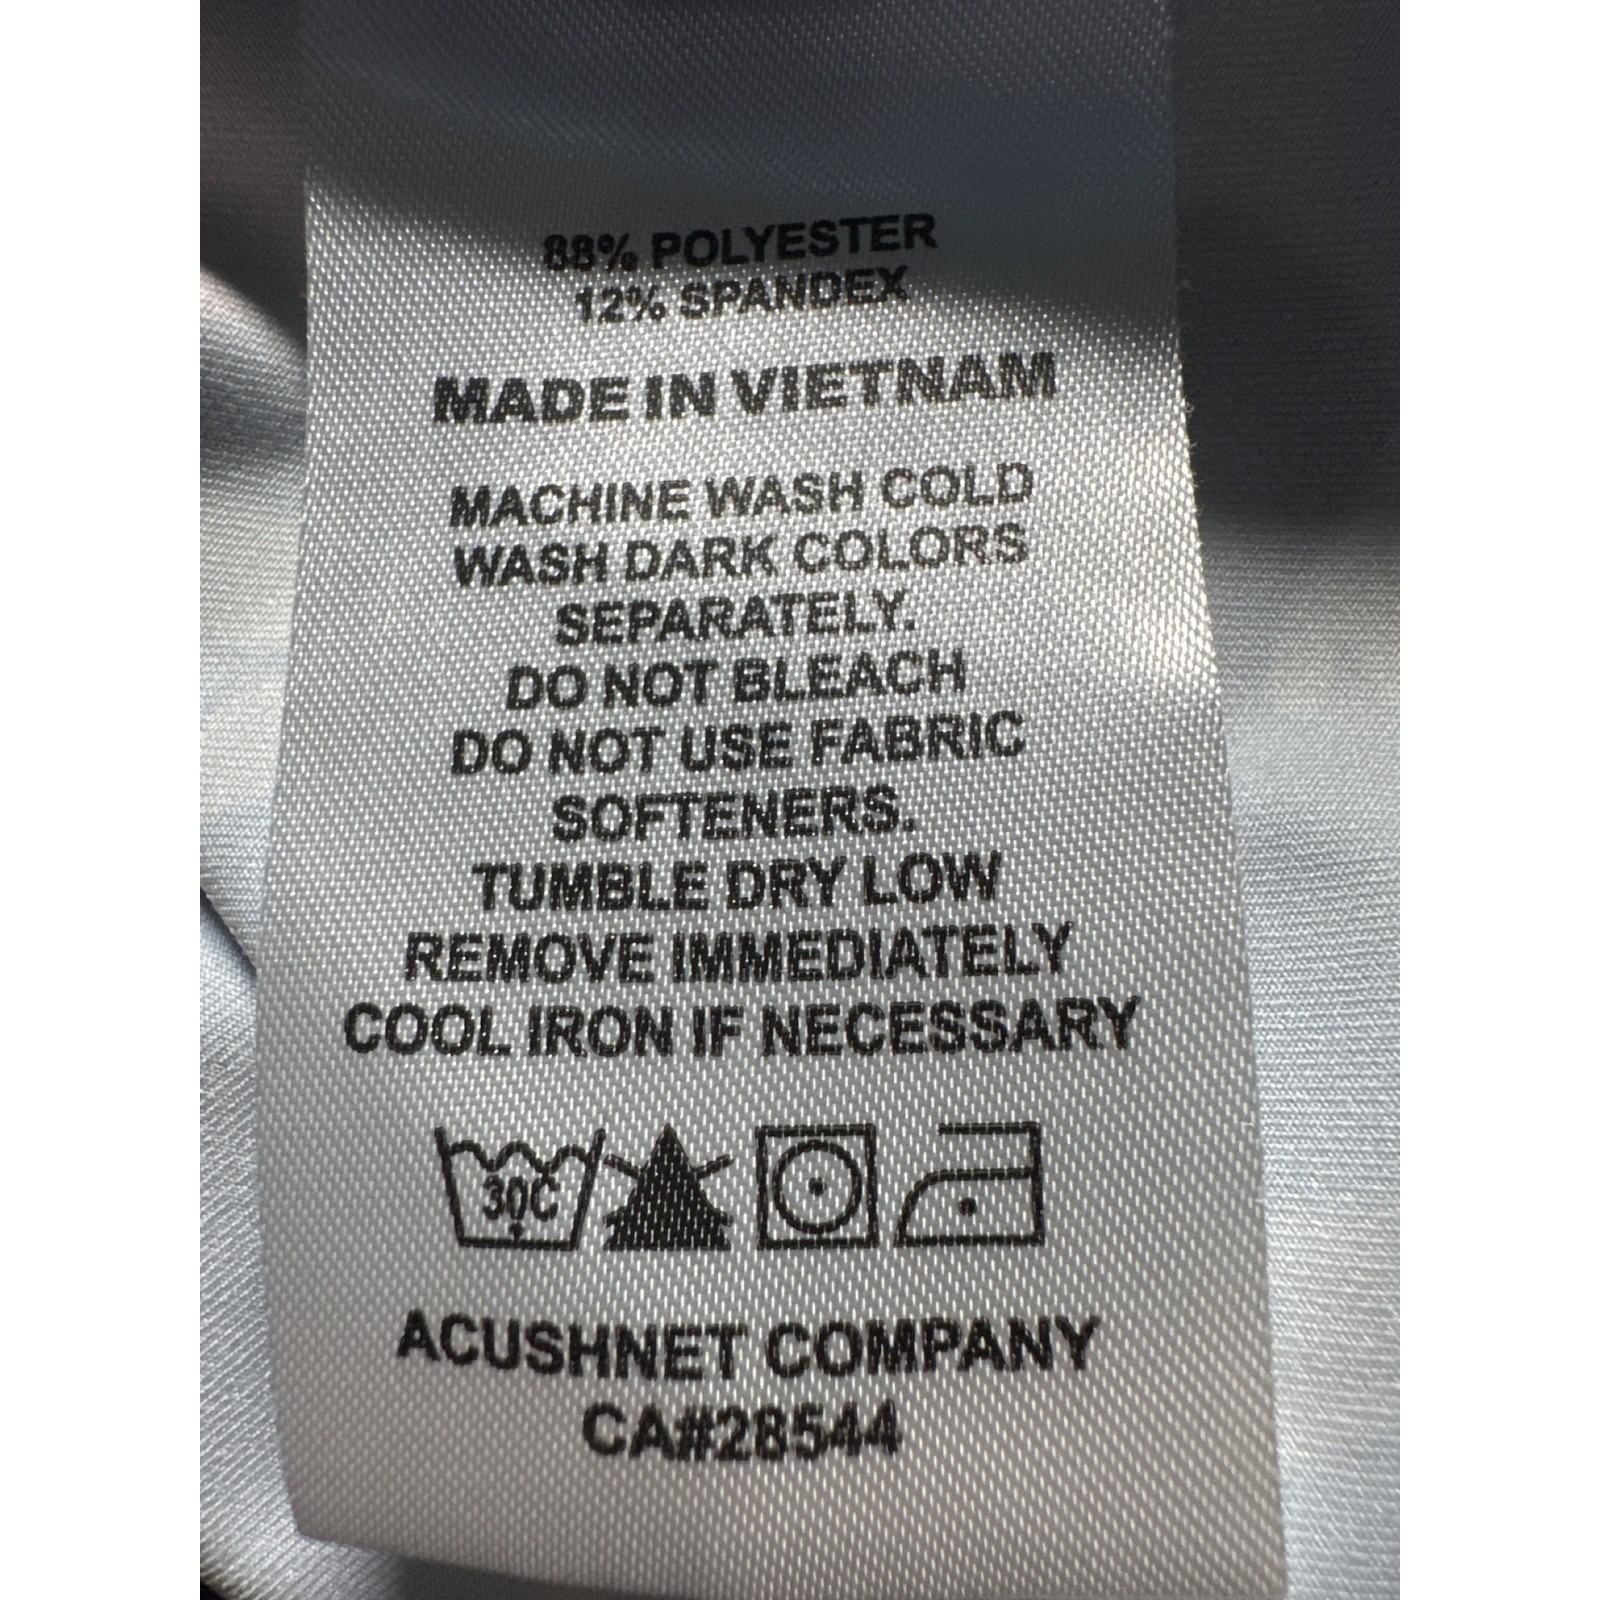 88% POLYESTER
12% SPANDEX
MADE IN VIETNAM
MACHINE WASH COLD
WASH DARK COLORS
SEPARATELY.
DO NOT BLEACH
DO NOT USE FABRIC
SOFTENERS.
TUMBLE DRY LOW
REMOVE IMMEDIATELY
COOL IRON IF NECESSARY
30C
ACUSHNET COMPANY
CA#28544